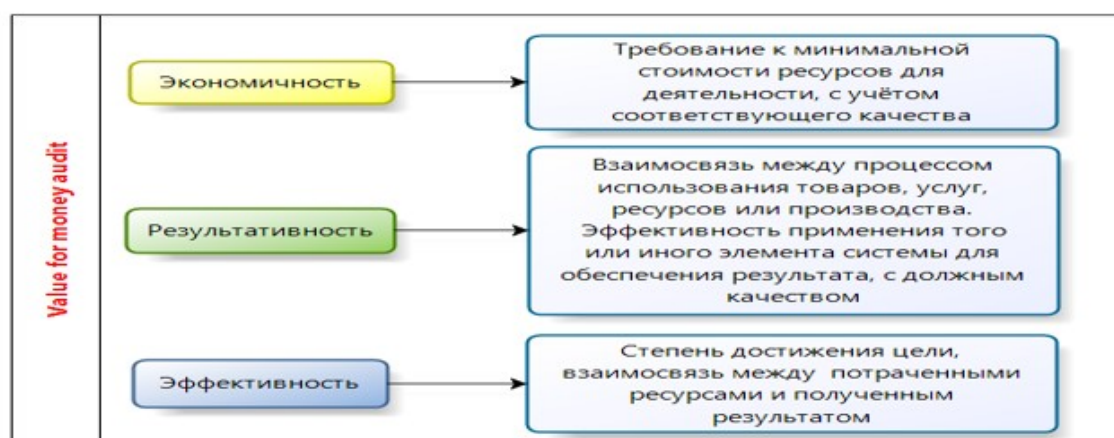 Value for money audit
Экономичность
Требование к минимальной
стоимости ресурсов для
деятельности, с учётом
соответствующего качества
Результативность
Взаимосвязь между процессом
использования товаров, услуг,
ресурсов или производства.
Эффективность применения того
или иного элемента системы для
обеспечения результата, с должным
качеством
Эффективность
Степень достижения цели,
взаимосвязь между потраченными
ресурсами и полученным
результатом